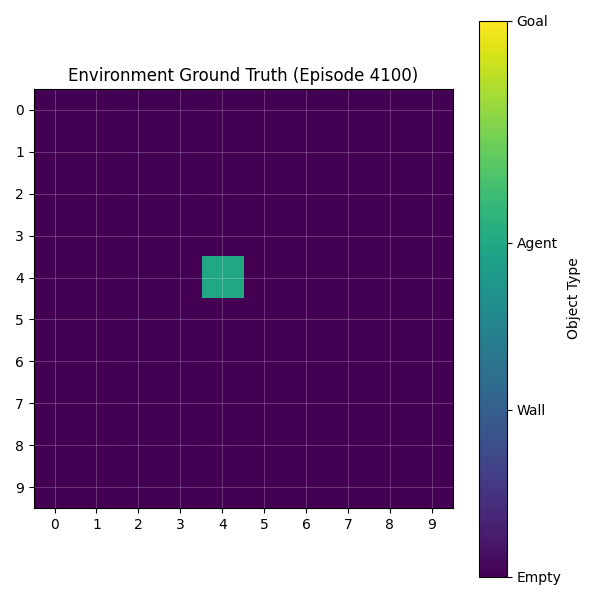 Environment Ground Truth (Episode 4100)
0
1
2
3
4
5
6
7
8
9
0 1 2 3 4 5 6 7 8 9
Goal
Agent
Wall
Empty
Object Type